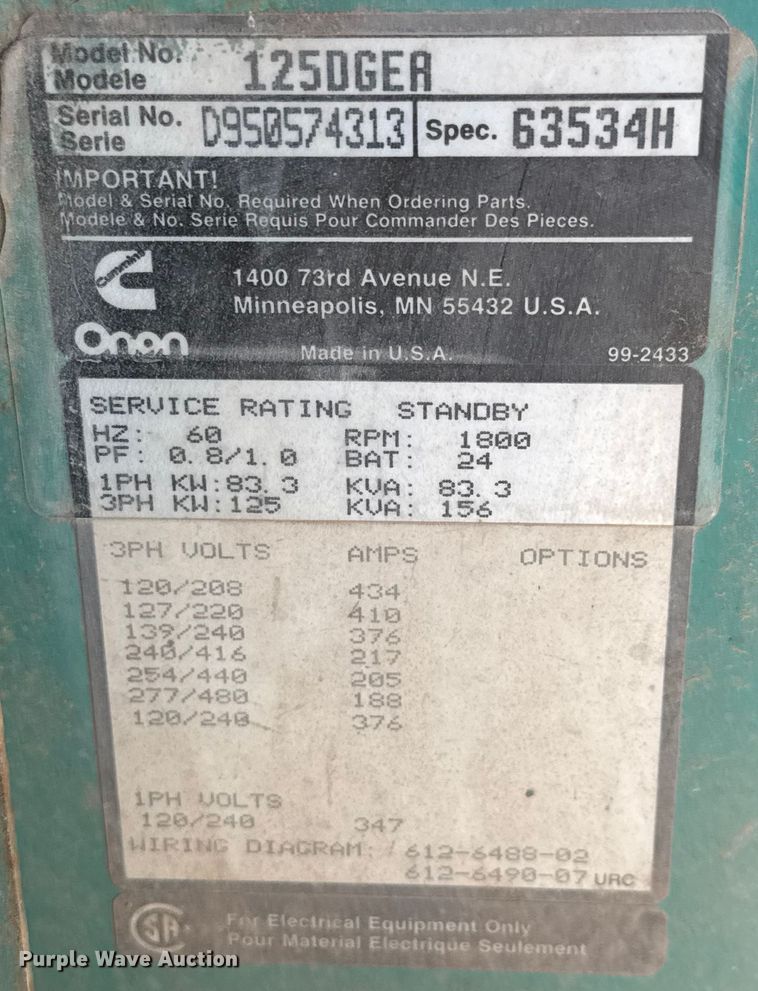 Model No. 125DGEA
Modele
Serial No. D950574313 Spec. 63534H
Serie
IMPORTANT!
Model & Serial No. Required When Ordering Parts.
Modele & No. Serie Requis Pour Commander Des Pieces.
Cummins
Onan
1400 73rd Avenue N.E.
Minneapolis, MN 55432 U.S.A.
Made in U.S.A. 99-2433
SERVICE RATING STANDBY
HZ: 60 RPM: 1800
PF: 0.8/1.0 BAT: 24
1PH KW:83.3 KVA: 83.3
3PH KW:125 KVA: 156
3PH VOLTS AMPS OPTIONS
120/208 434
127/220 410
139/240 376
240/416 217
254/440 205
277/480 188
120/240 376
1PH VOLTS
120/240 347
WIRING DIAGRAM: 612-6488-02
612-6490-07 URC
CSA For Electrical Equipment Only
Pour Material Electrique Seulement
Purple Wave Auction